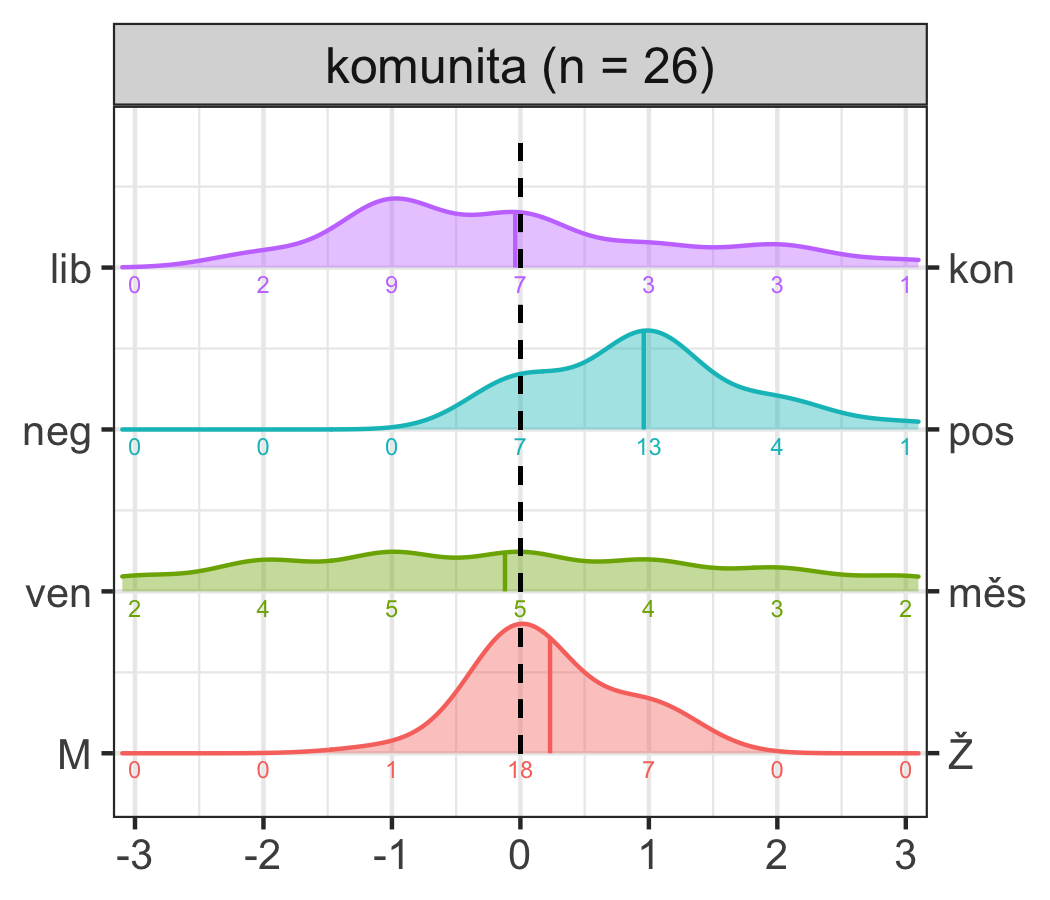 komunita (n = 26)
lib kon
0 2 9 7 3 3 1
neg pos
0 0 0 7 13 4 1
ven měs
2 4 5 5 4 3 2
M Ž
0 0 1 18 7 0 0
-3 -2 -1 0 1 2 3